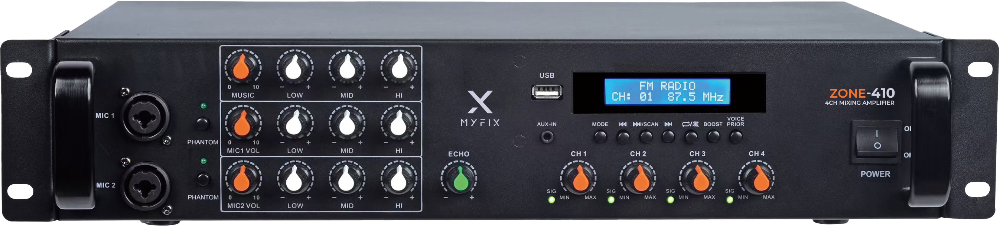 0 10
MUSIC
- +
LOW
- +
MID
- +
HI
MIC 1
PHANTOM
0 10
MIC1 VOL
- +
LOW
- +
MID
- +
HI
MIC 2
PHANTOM
0 10
MIC2 VOL
- +
LOW
- +
MID
- +
HI
MYFIX
ECHO
- +
USB
FM RADIO
CH: 01 87.5 MHz
AUX-IN
MODE
/SCAN
BOOST
VOICE
PRIOR
CH 1
SIG
MIN MAX
CH 2
SIG
MIN MAX
CH 3
SIG
MIN MAX
CH 4
SIG
MIN MAX
ZONE-410
4CH MIXING AMPLIFIER
POWER